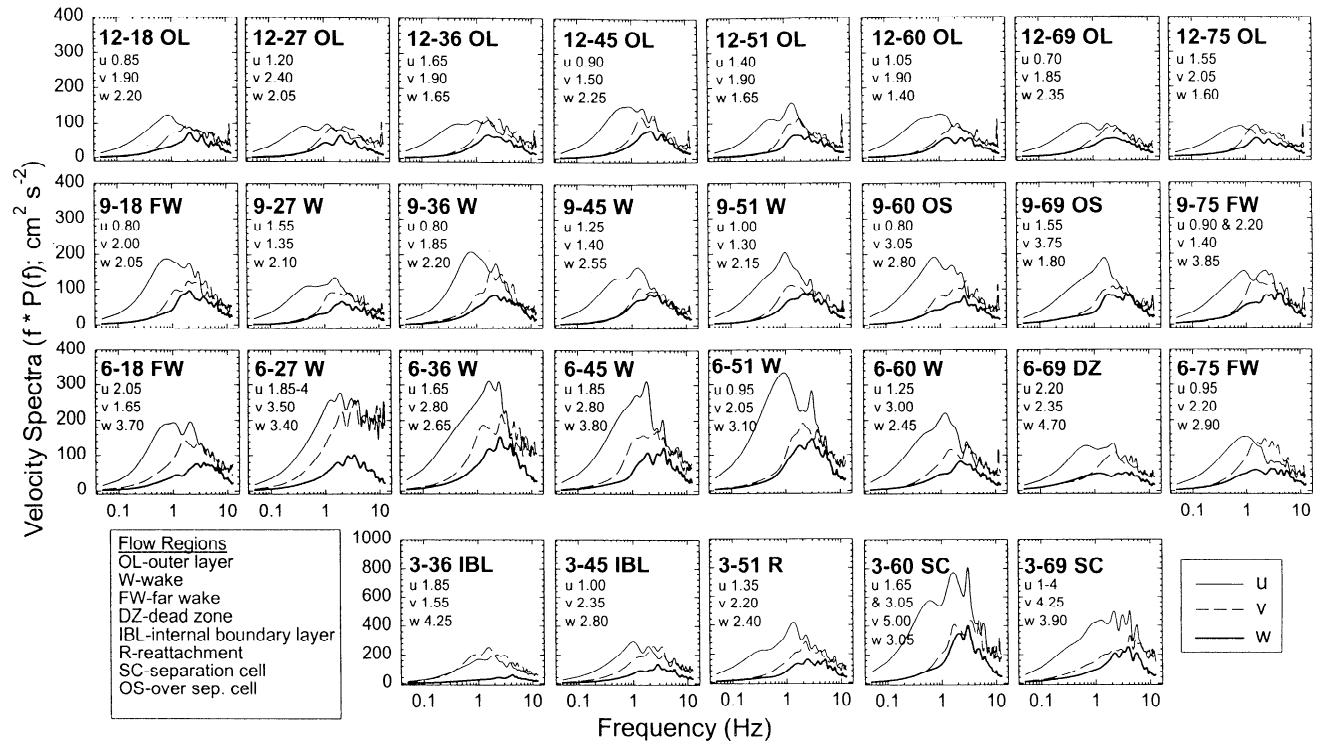 Velocity Spectra (f * P(f); cm² s⁻²)
400
300
200
100
0
12-18 OL
u 0.85
v 1.90
w 2.20
12-27 OL
u 1.20
v 2.40
w 2.05
12-36 OL
u 1.65
v 1.90
w 1.65
12-45 OL
u 0.90
v 1.50
w 2.25
12-51 OL
u 1.40
v 1.90
w 1.65
12-60 OL
u 1.05
v 1.90
w 1.40
12-69 OL
u 0.70
v 1.85
w 2.35
12-75 OL
u 1.55
v 2.05
w 1.60
400
300
200
100
0
9-18 FW
u 0.80
v 2.00
w 2.05
9-27 W
u 1.55
v 1.35
w 2.10
9-36 W
u 0.80
v 1.85
w 2.20
9-45 W
u 1.25
v 1.40
w 2.55
9-51 W
u 1.00
v 1.30
w 2.15
9-60 OS
u 0.80
v 3.05
w 2.80
9-69 OS
u 1.55
v 3.75
w 1.80
9-75 FW
u 0.90 & 2.20
v 1.40
w 3.85
400
300
200
100
0
6-18 FW
u 2.05
v 1.65
w 3.70
6-27 W
u 1.85-4
v 3.50
w 3.40
6-36 W
u 1.65
v 2.80
w 2.65
6-45 W
u 1.85
v 2.80
w 3.80
6-51 W
u 0.95
v 2.05
w 3.10
6-60 W
u 1.25
v 3.00
w 2.45
6-69 DZ
u 2.20
v 2.35
w 4.70
6-75 FW
u 0.95
v 2.20
w 2.90
0.1 1 10
0.1 1 10
0.1 1 10
0.1 1 10
0.1 1 10
0.1 1 10
0.1 1 10
0.1 1 10
Flow Regions
OL-outer layer
W-wake
FW-far wake
DZ-dead zone
IBL-internal boundary layer
R-reattachment
SC-separation cell
OS-over sep. cell
1000
800
600
400
200
0
3-36 IBL
u 1.85
v 1.55
w 4.25
3-45 IBL
u 1.00
v 2.35
w 2.80
3-51 R
u 1.35
v 2.20
w 2.40
3-60 SC
u 1.65
& 3.05
v 5.00
w 3.05
3-69 SC
u 1-4
v 4.25
w 3.90
u
v
w
0.1 1 10
0.1 1 10
0.1 1 10
0.1 1 10
0.1 1 10
Frequency (Hz)